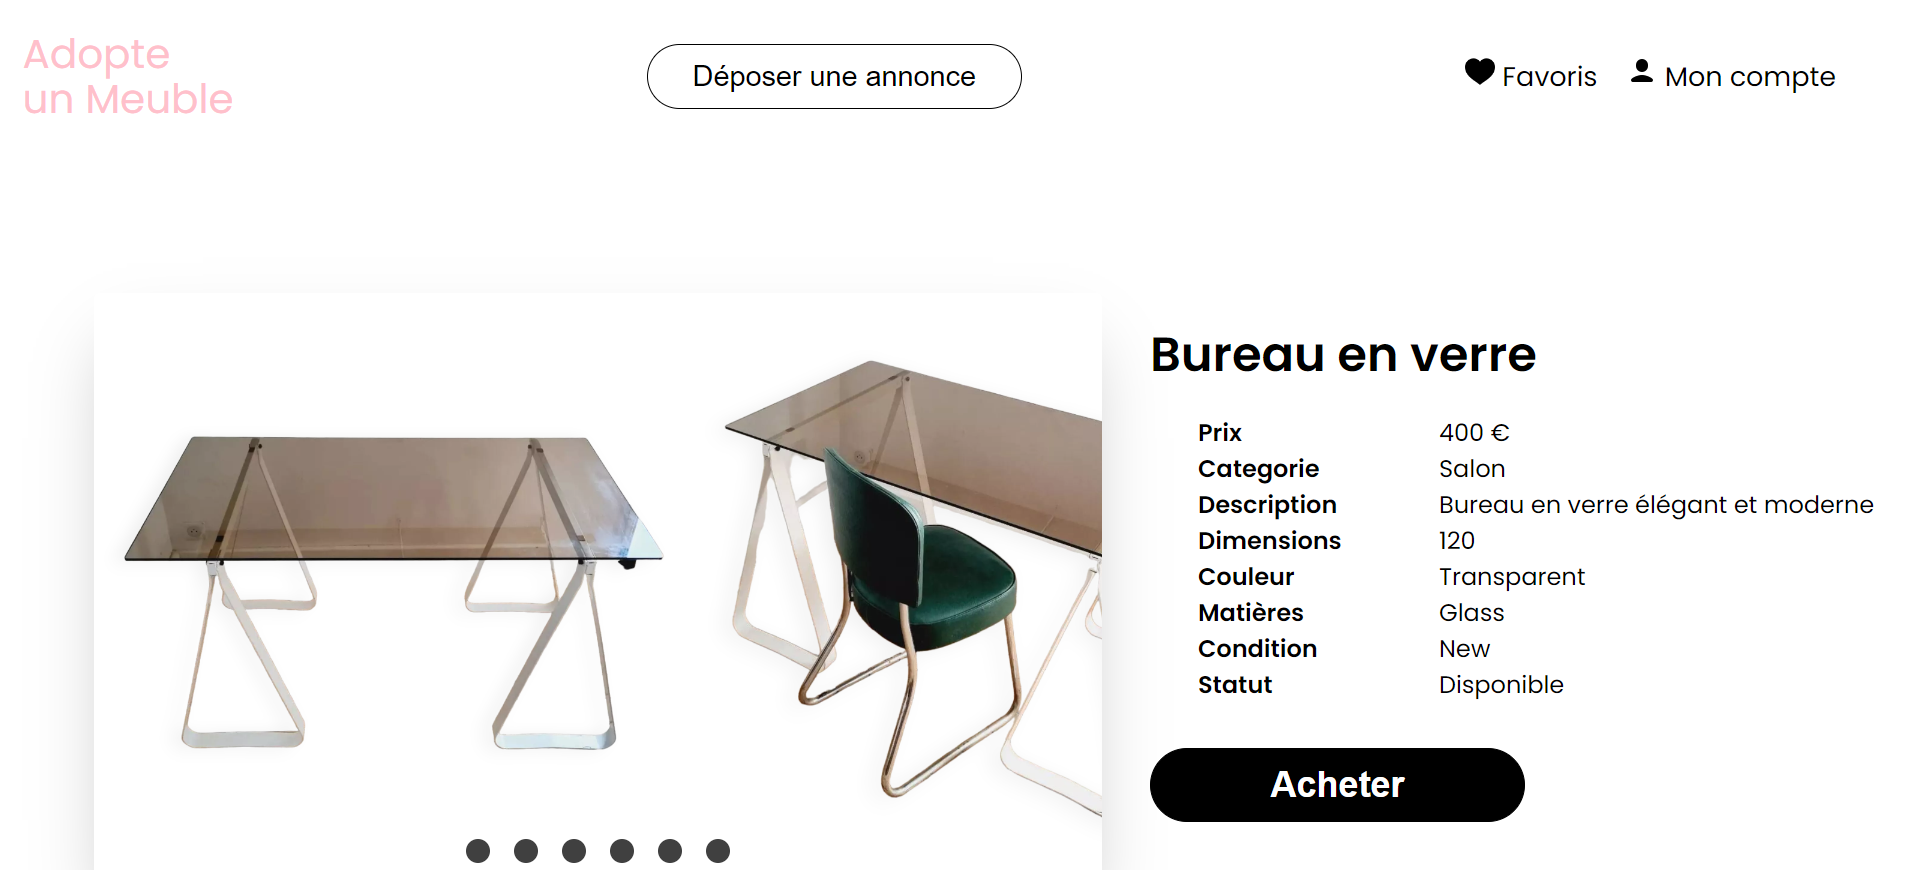 Adopte
un Meuble
Déposer une annonce
Favoris
Mon compte
Bureau en verre
Prix 400 €
Categorie Salon
Description Bureau en verre élégant et moderne
Dimensions 120
Couleur Transparent
Matières Glass
Condition New
Statut Disponible
Acheter